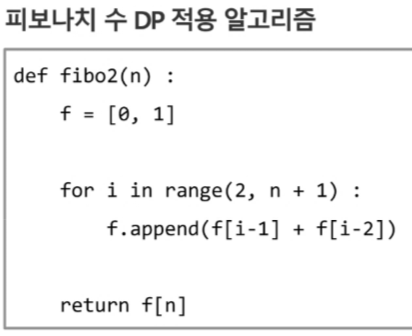 피보나치 수 DP 적용 알고리즘
def fibo2(n) :
    f = [0, 1]
    for i in range(2, n + 1) :
        f.append(f[i-1] + f[i-2])
    return f[n]